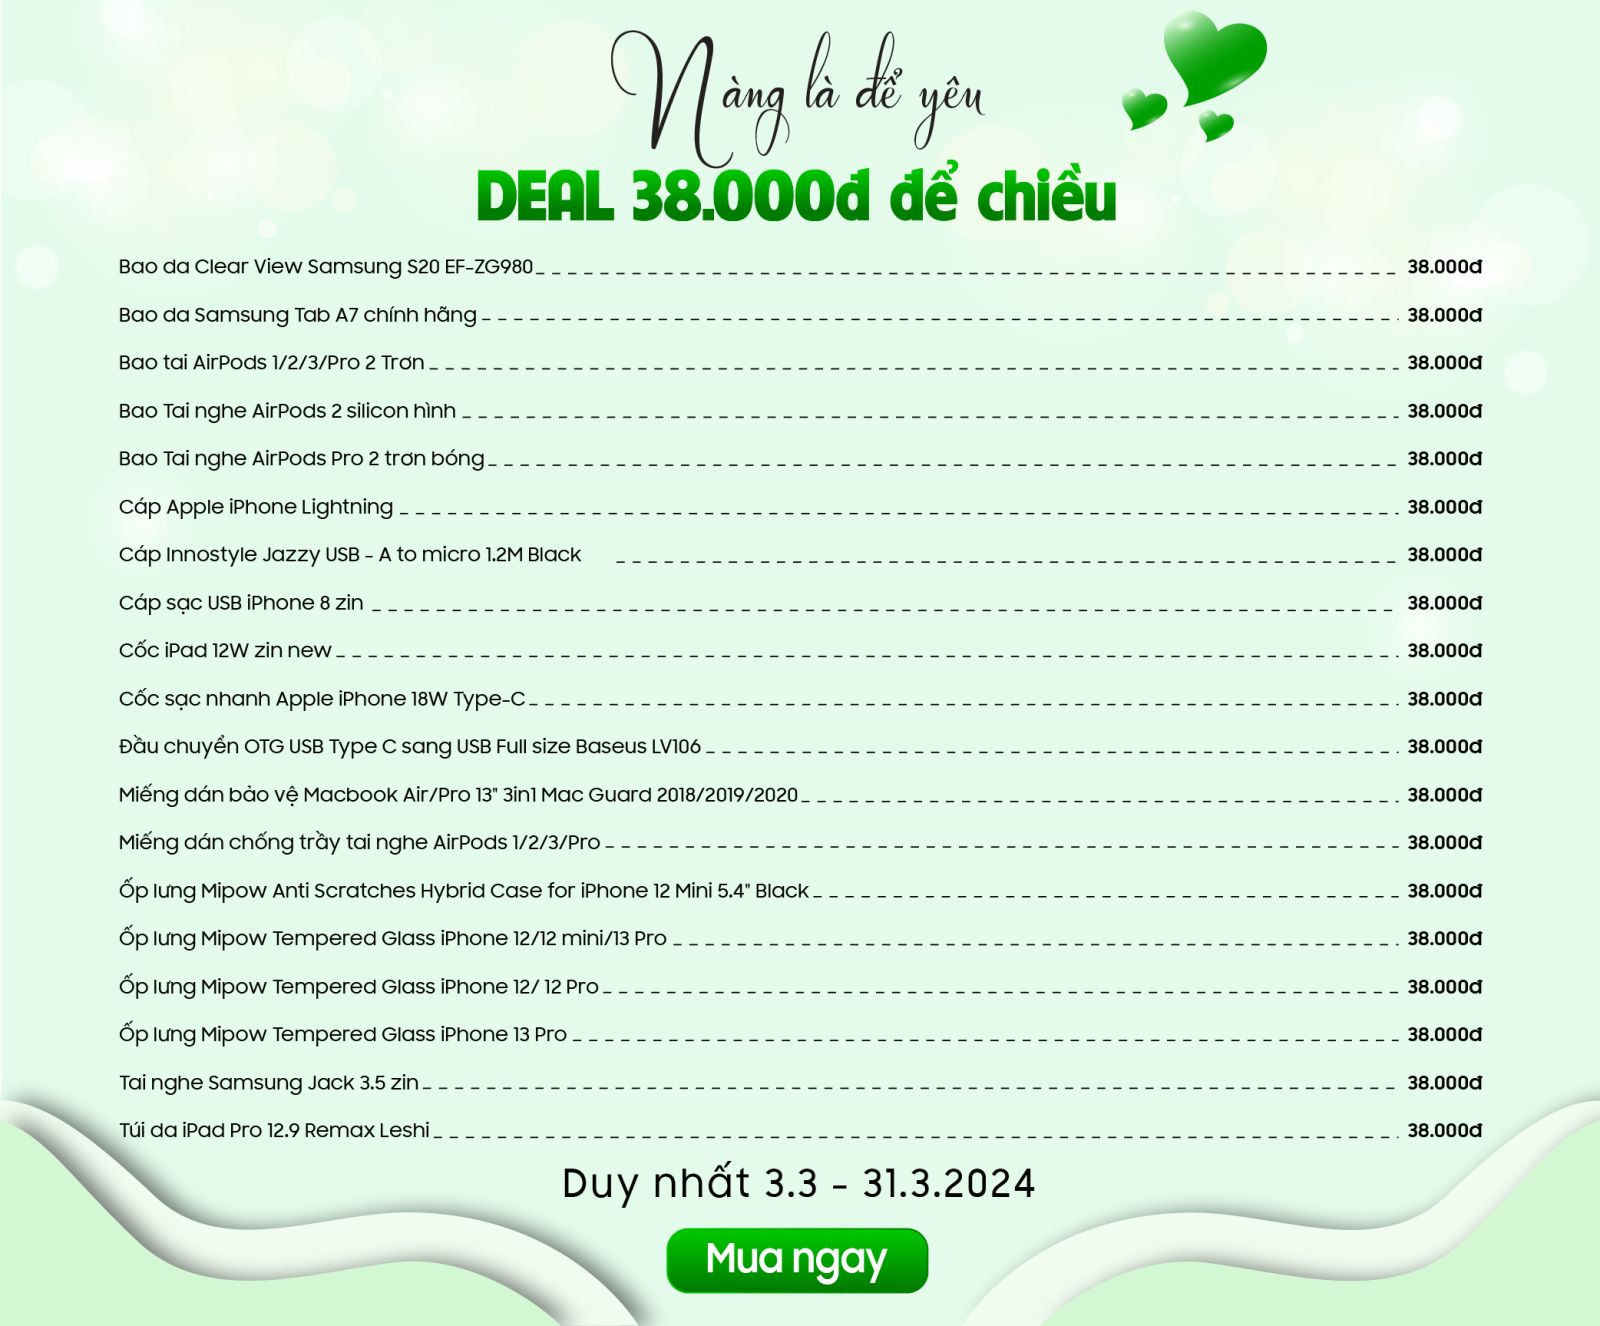 Nàng là để yêu
DEAL 38.000đ để chiều
Bao da Clear View Samsung S20 EF-ZG980 38.000đ
Bao da Samsung Tab A7 chính hãng 38.000đ
Bao tai AirPods 1/2/3/Pro 2 Trơn 38.000đ
Bao Tai nghe AirPods 2 silicon hình 38.000đ
Bao Tai nghe AirPods Pro 2 trơn bóng 38.000đ
Cáp Apple iPhone Lightning 38.000đ
Cáp Innostyle Jazzy USB - A to micro 1.2M Black 38.000đ
Cáp sạc USB iPhone 8 zin 38.000đ
Cốc iPad 12W zin new 38.000đ
Cốc sạc nhanh Apple iPhone 18W Type-C 38.000đ
Đầu chuyển OTG USB Type C sang USB Full size Baseus LV106 38.000đ
Miếng dán bảo vệ Macbook Air/Pro 13" 3in1 Mac Guard 2018/2019/2020 38.000đ
Miếng dán chống trầy tai nghe AirPods 1/2/3/Pro 38.000đ
Ốp lưng Mipow Anti Scratches Hybrid Case for iPhone 12 Mini 5.4" Black 38.000đ
Ốp lưng Mipow Tempered Glass iPhone 12/12 mini/13 Pro 38.000đ
Ốp lưng Mipow Tempered Glass iPhone 12/ 12 Pro 38.000đ
Ốp lưng Mipow Tempered Glass iPhone 13 Pro 38.000đ
Tai nghe Samsung Jack 3.5 zin 38.000đ
Túi da iPad Pro 12.9 Remax Leshi 38.000đ
Duy nhất 3.3 - 31.3.2024
Mua ngay